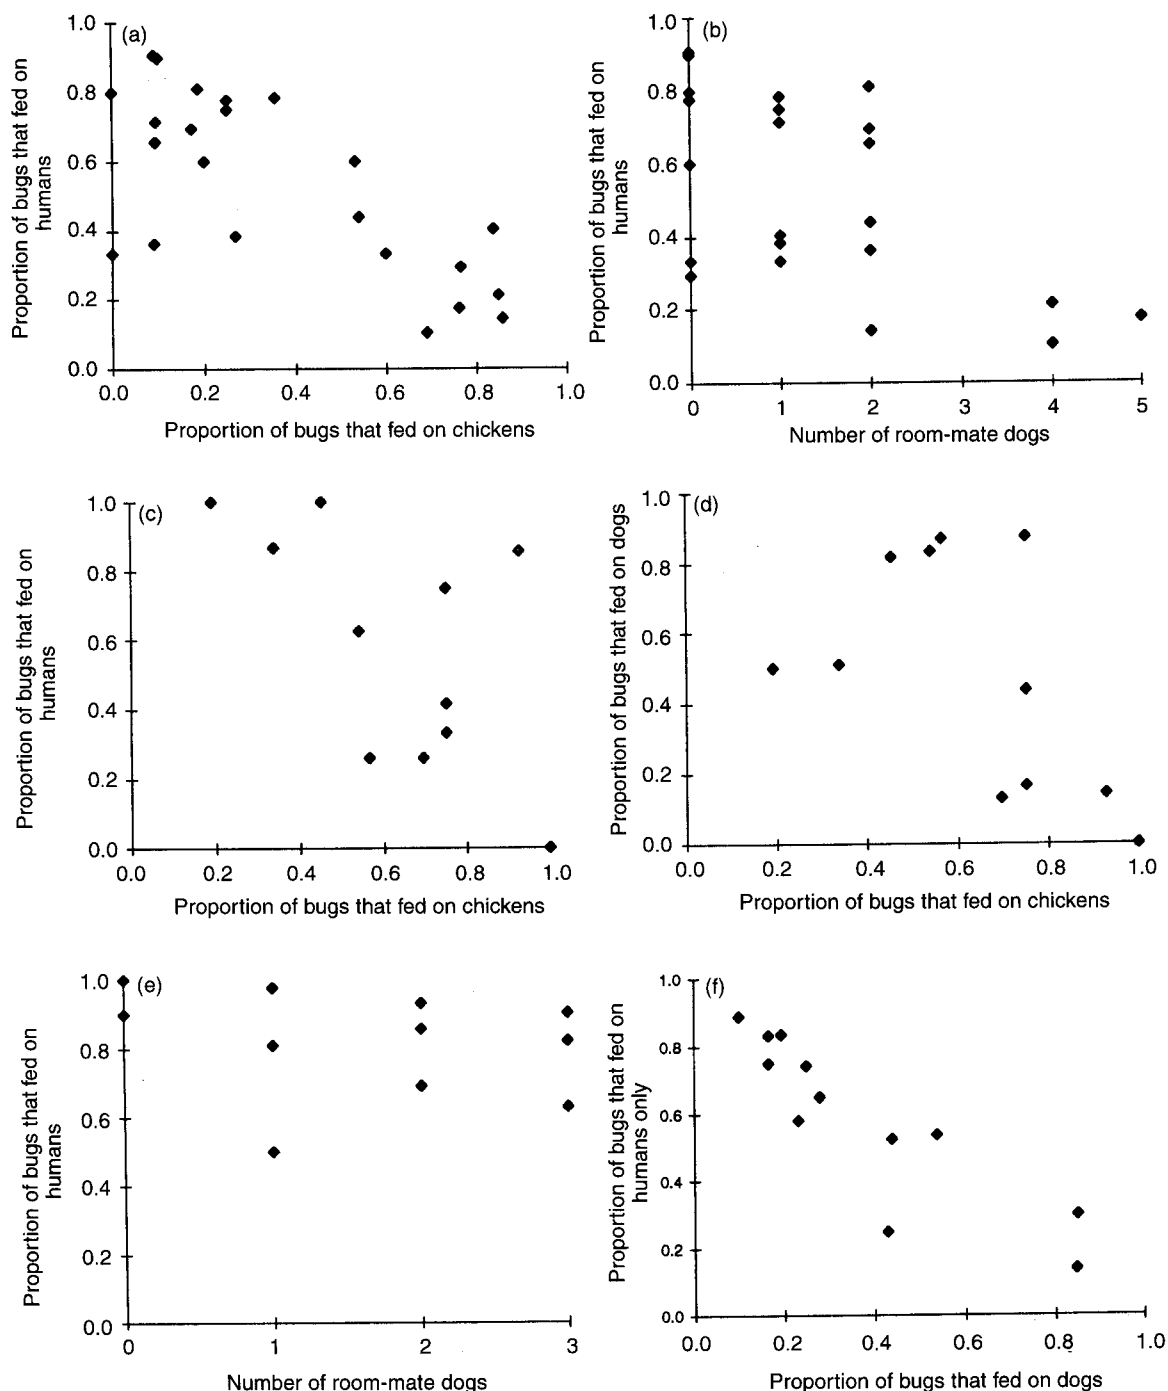 (a)
Proportion of bugs that fed on
humans
1.0
0.8
0.6
0.4
0.2
0.0
0.0 0.2 0.4 0.6 0.8 1.0
Proportion of bugs that fed on chickens
(b)
Proportion of bugs that fed on
humans
1.0
0.8
0.6
0.4
0.2
0.0
0 1 2 3 4 5
Number of room-mate dogs
(c)
Proportion of bugs that fed on
humans
1.0
0.8
0.6
0.4
0.2
0.0
0.0 0.2 0.4 0.6 0.8 1.0
Proportion of bugs that fed on chickens
(d)
Proportion of bugs that fed on dogs
1.0
0.8
0.6
0.4
0.2
0.0
0.0 0.2 0.4 0.6 0.8 1.0
Proportion of bugs that fed on chickens
(e)
Proportion of bugs that fed on
humans
1.0
0.8
0.6
0.4
0.2
0.0
0 1 2 3
Number of room-mate dogs
(f)
Proportion of bugs that fed on
humans only
1.0
0.8
0.6
0.4
0.2
0.0
0.0 0.2 0.4 0.6 0.8 1.0
Proportion of bugs that fed on dogs